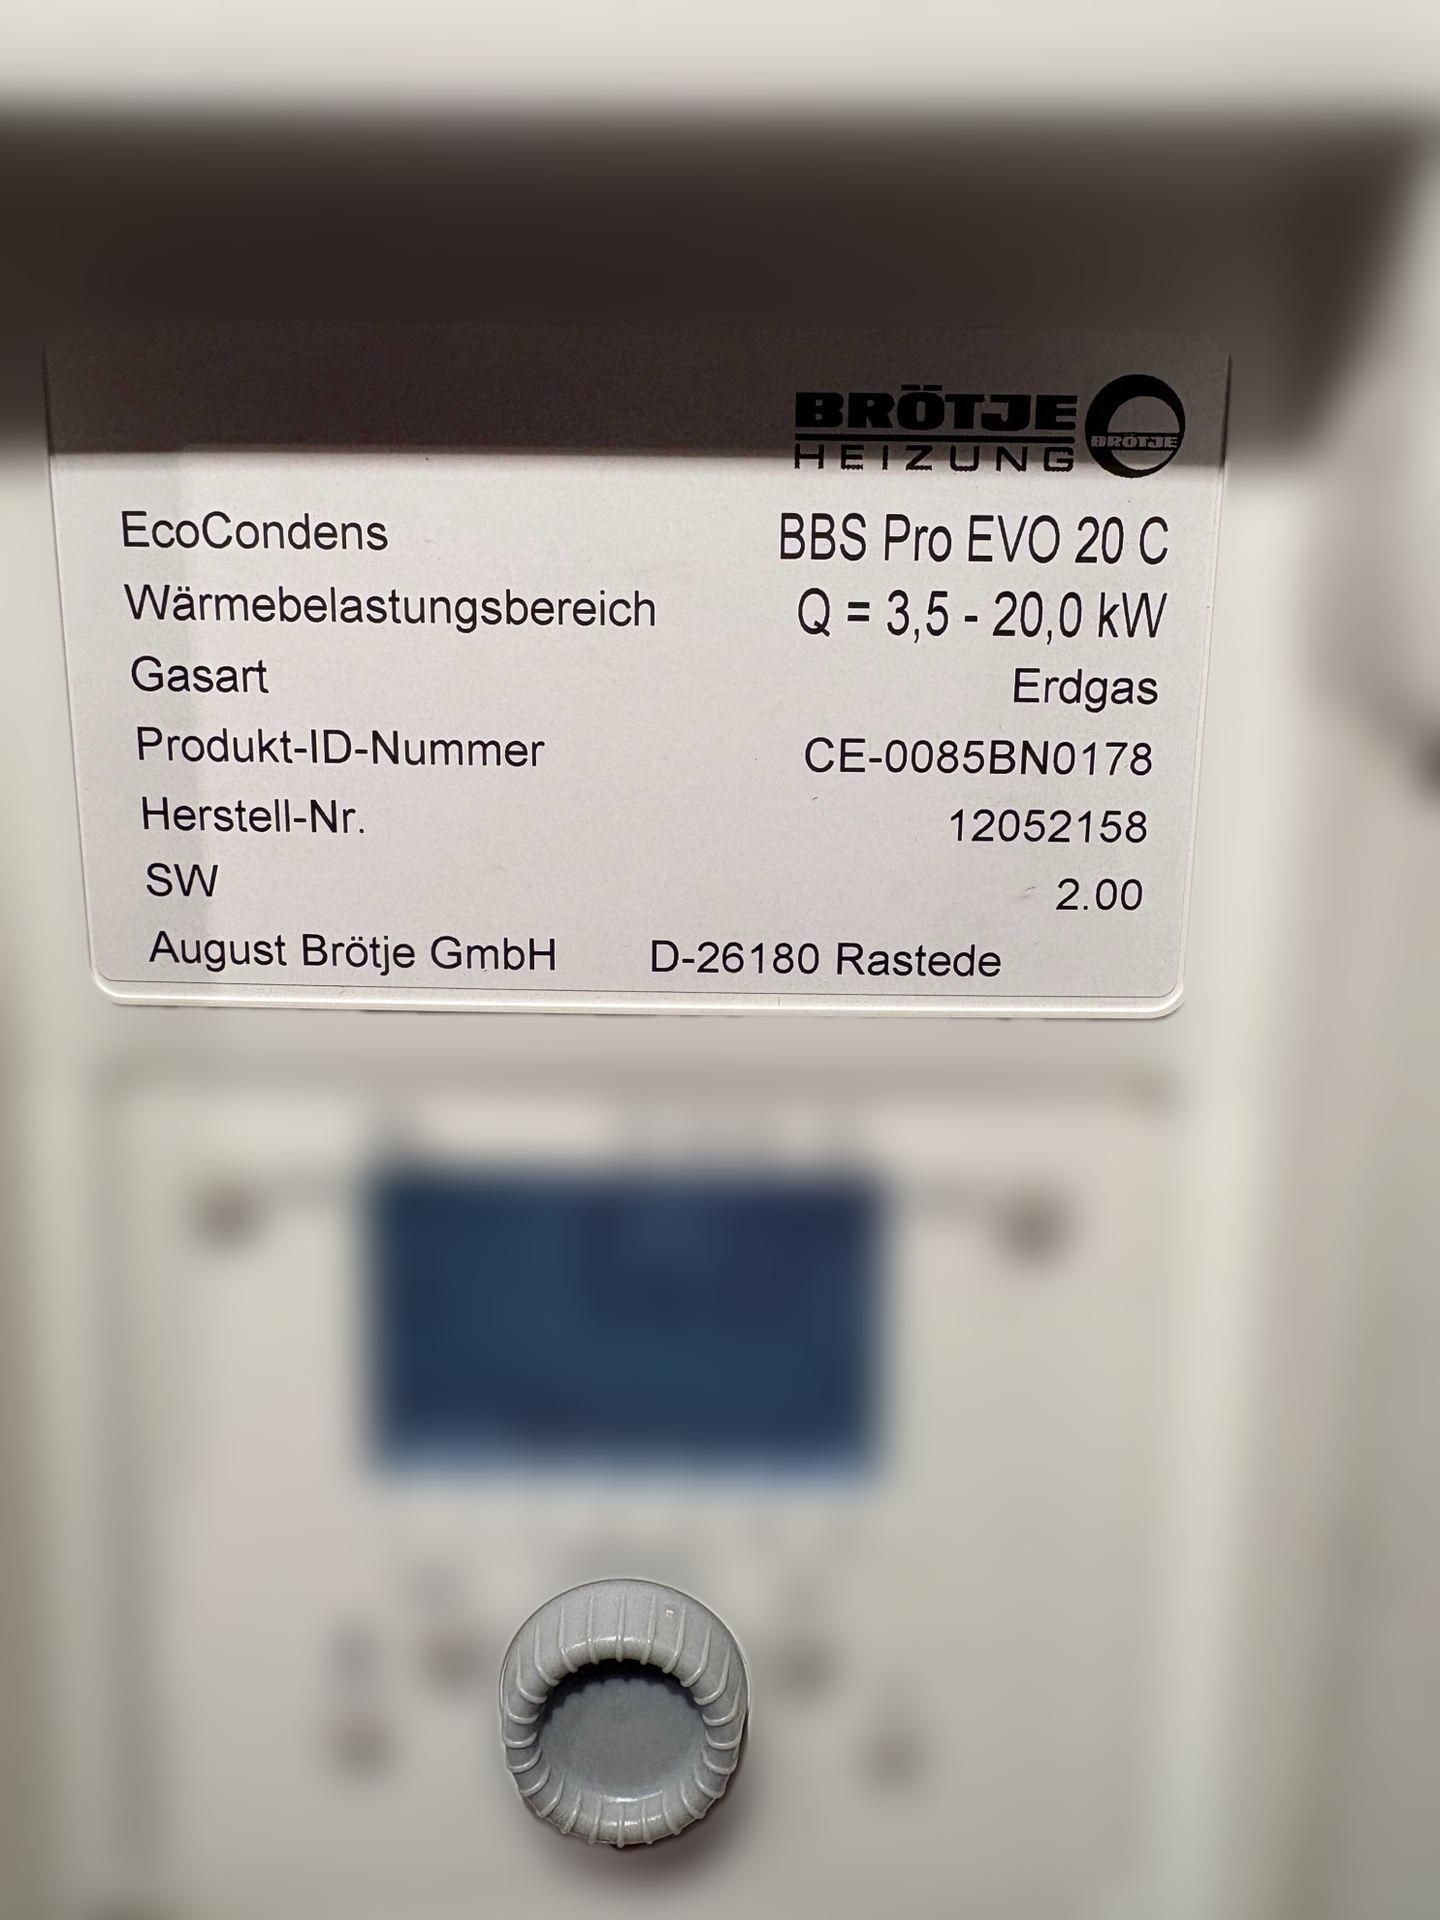 BRÖTJE
HEIZUNG
BRÖTJE
EcoCondens BBS Pro EVO 20 C
Wärmebelastungsbereich Q = 3,5 - 20,0 kW
Gasart Erdgas
Produkt-ID-Nummer CE-0085BN0178
Herstell-Nr. 12052158
SW 2.00
August Brötje GmbH D-26180 Rastede